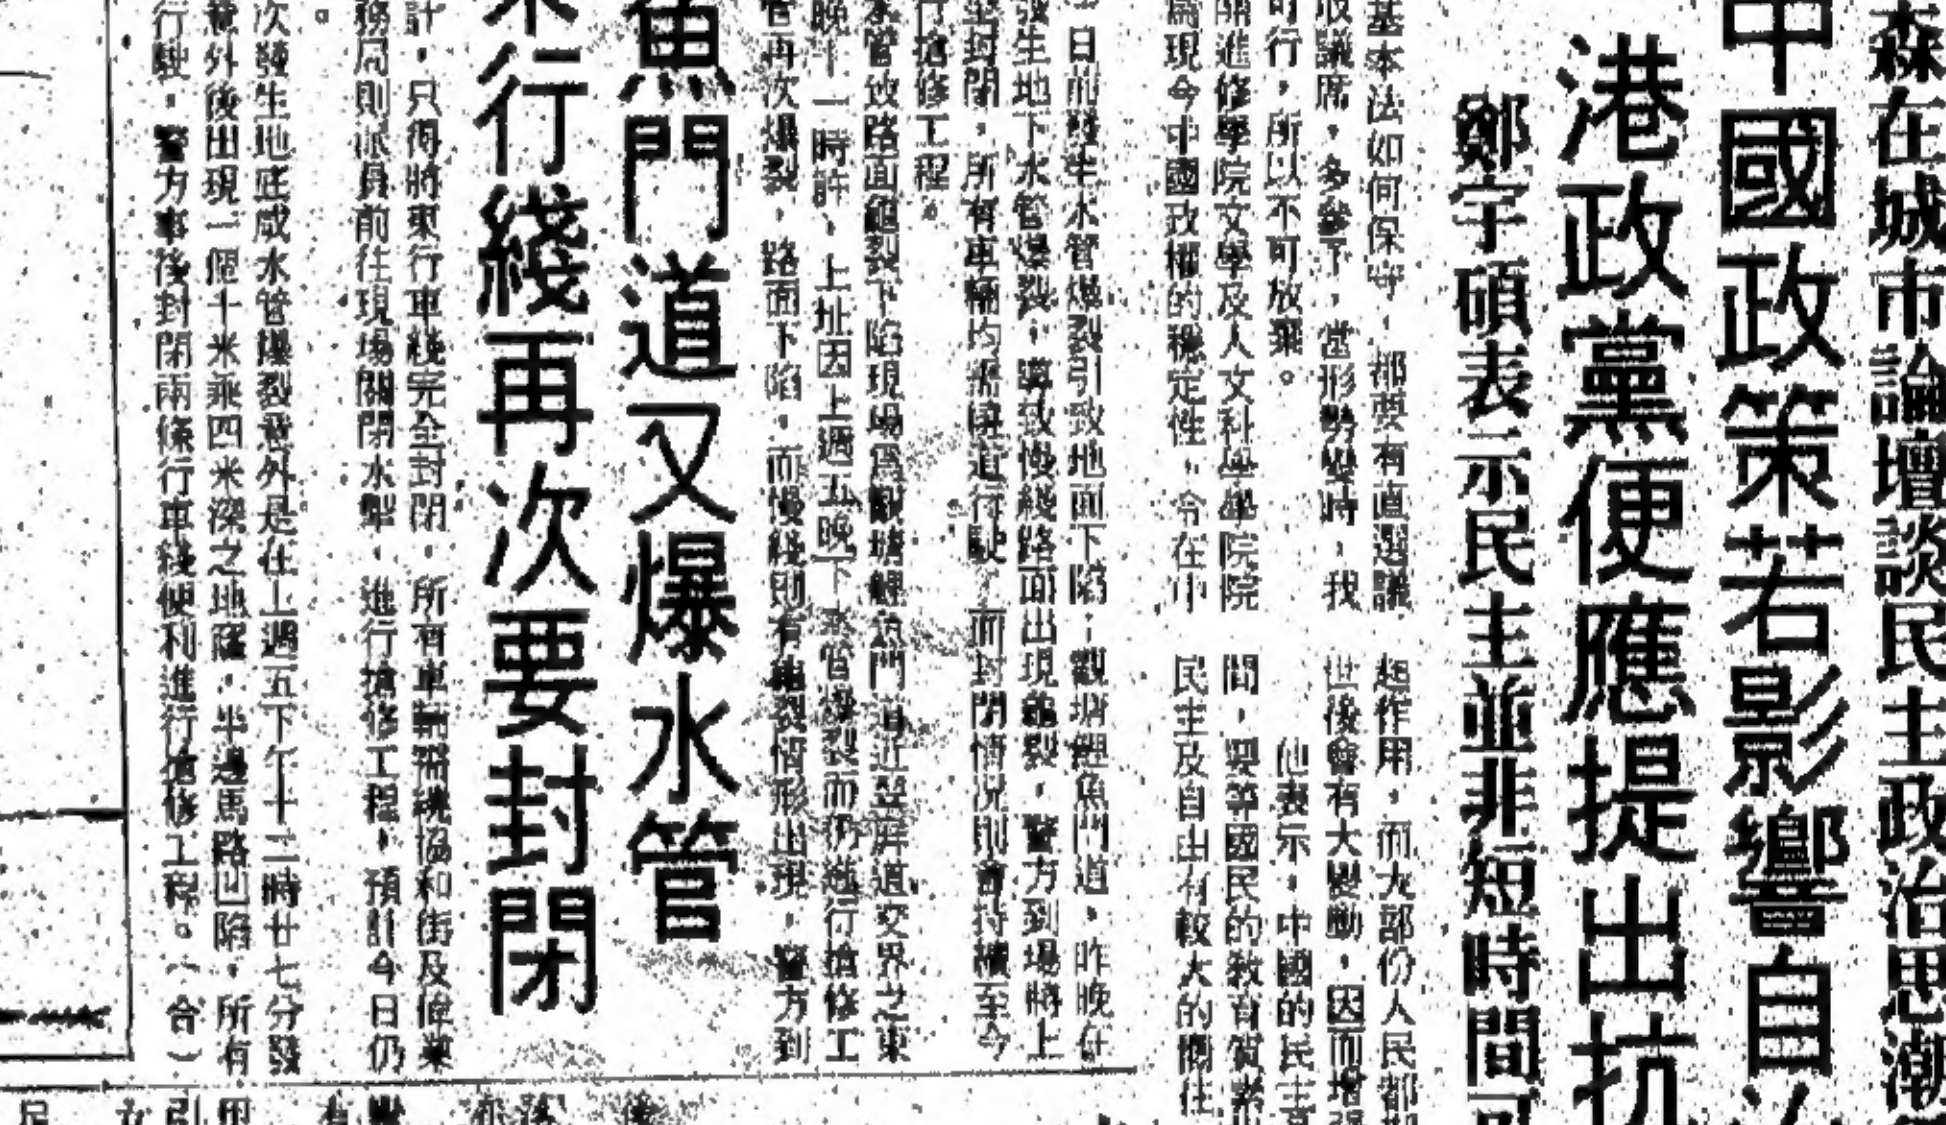 森在城市論壇談民主政治思潮
中國政策若影響自治
港政黨便應提出抗
鄭宇碩表示民主並非短時間可
基本法如何保守，都要有直選議
取議席，多參予，當形勢變時，我
可行，所以不可放棄。
開進修學院文學及人文科學學院院
為現今中國政權的穩定性，令在中
起作用，而大部份人民都
世後會有大變動，因而增強
他表示，中國的民主
間，要等國民的教育質素
民主及自由有較大的嚮往
魚門道又爆水管
東行綫再次要封閉
日前發生水管爆裂引致地面下陷；觀塘鯉魚門道，昨晚在
發生地下水管爆裂，導致慢綫路面出現龜裂，警方到場將上
全封閉，所有車輛均需繞道行駛，而封閉情況則會持續至今
行搶修工程。
水管致路面龜裂下陷現場為觀塘鯉魚門道近翠屏道交界之東
晚十一時許，上址因上週五晚下水管爆裂而仍進行搶修工
管再次爆裂，路面下陷，而慢綫則有龜裂情形出現，警方到
計，只得將東行車綫完全封閉，所有車輛需繞協和街及偉業
務局則派員前往現場關閉水掣，進行搶修工程，預計今日仍
。
次發生地底咸水管爆裂意外是在上週五下午十二時廿七分發
意外後出現一個十米乘四米深之地窿，半邊馬路凹陷，所有
行駛，警方事後封閉兩條行車綫便利進行搶修工程。（合）